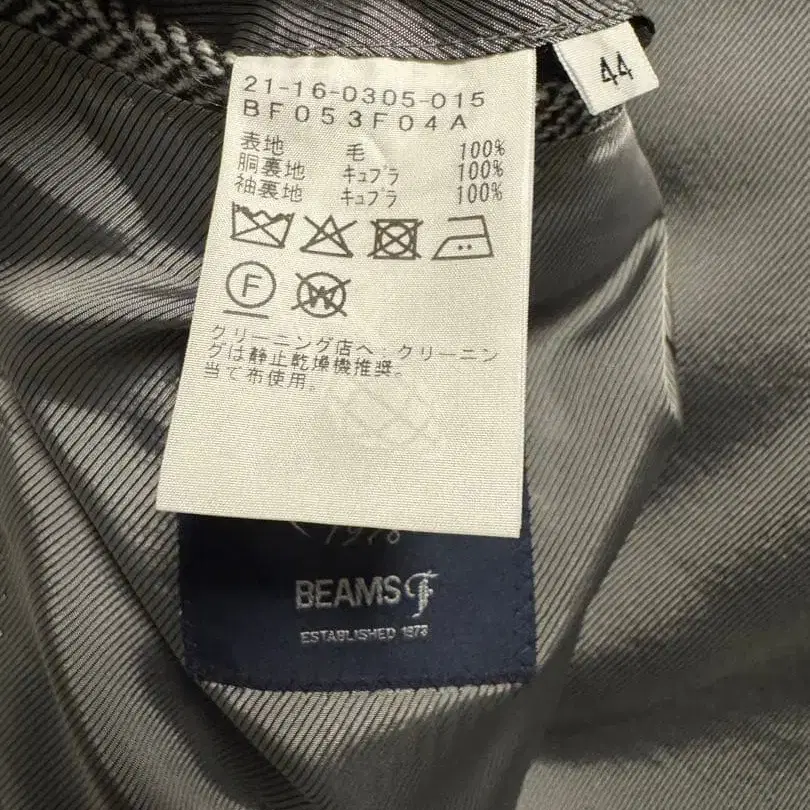 44
21-16-0305-015
BF053F04A
表地 毛 100%
胴裏地 キュプラ 100%
袖裏地 キュプラ 100%
F W
クリーニング店へ・クリーニン
グは静止乾燥機推奨。
当て布使用。
1978
BEAMS F
ESTABLISHED 1978